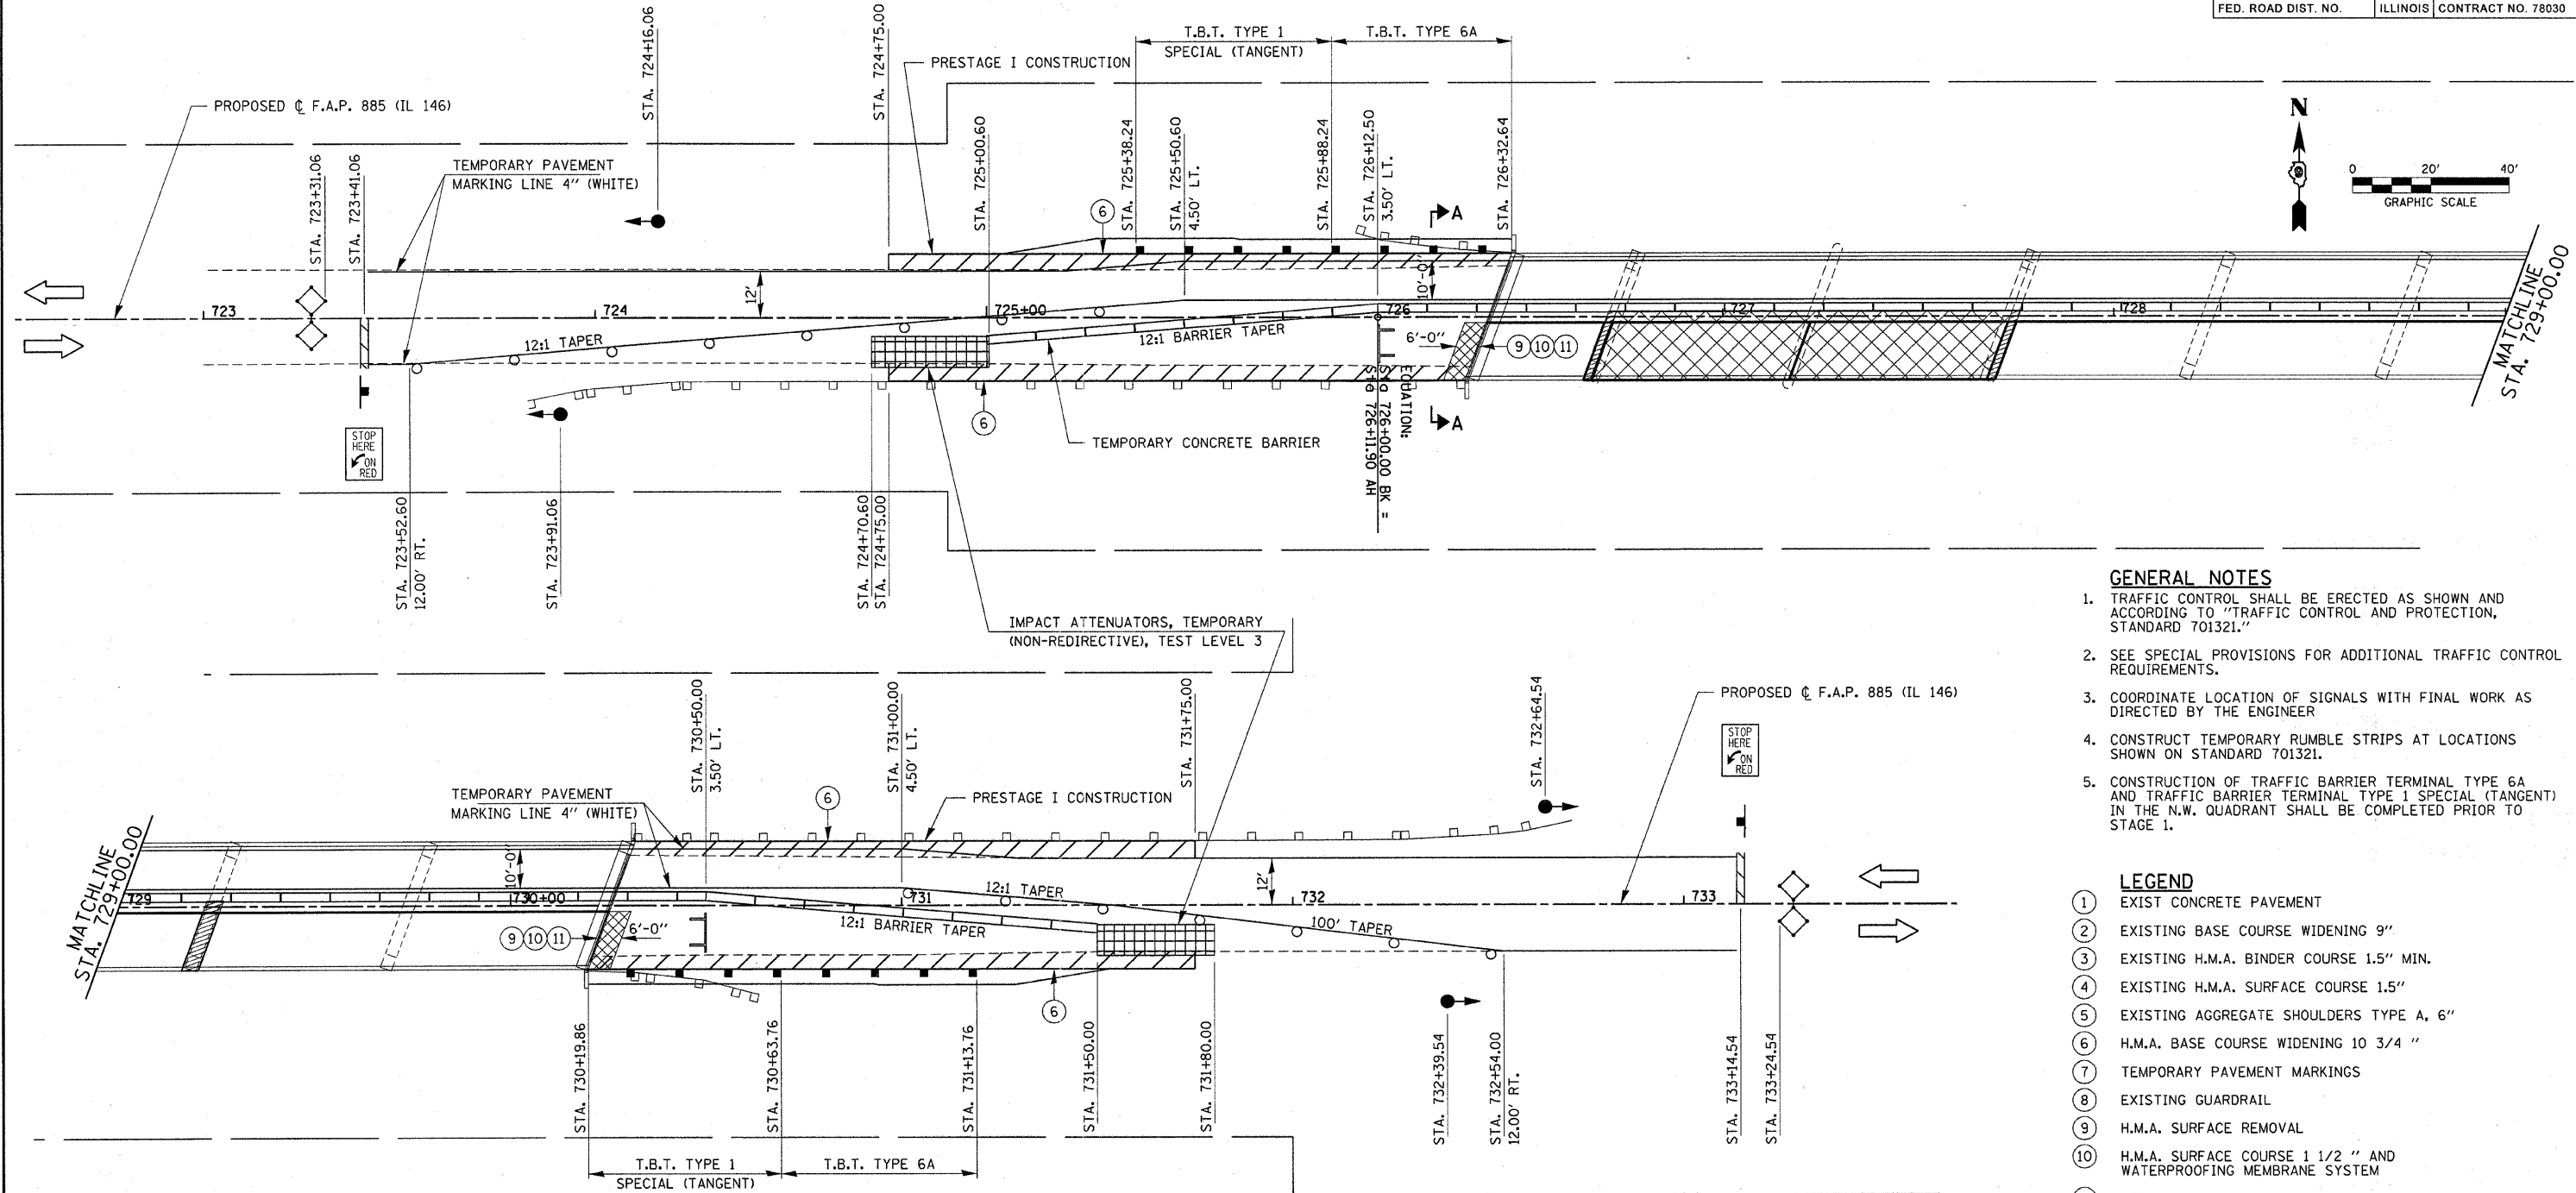 FED. ROAD DIST. NO. ILLINOIS CONTRACT NO. 78030
T.B.T. TYPE 1
SPECIAL (TANGENT)
T.B.T. TYPE 6A
PRESTAGE I CONSTRUCTION
PROPOSED ℄ F.A.P. 885 (IL 146)
TEMPORARY PAVEMENT
MARKING LINE 4" (WHITE)
STA. 723+31.06
STA. 723+41.06
STA. 724+16.06
STA. 724+75.00
STA. 725+00.60
STA. 725+38.24
STA. 725+50.60
4.50' LT.
STA. 725+88.24
STA. 726+12.50
3.50' LT.
STA. 726+32.64
N
0 20' 40'
GRAPHIC SCALE
6
A
12'
10'-0"
723
724
725+00
726
727
728
12:1 TAPER
12:1 BARRIER TAPER
6'-0"
9 10 11
MATCHLINE
STA. 729+00.00
EQUATION:
Sta 726+00.00 BK =
Sta 726+11.90 AH
A
6
TEMPORARY CONCRETE BARRIER
STOP
HERE
ON
RED
STA. 723+52.60
12.00' RT.
STA. 723+91.06
STA. 724+70.60
STA. 724+75.00
IMPACT ATTENUATORS, TEMPORARY
(NON-REDIRECTIVE), TEST LEVEL 3
STA. 730+50.00
3.50' LT.
STA. 731+00.00
4.50' LT.
STA. 731+75.00
STA. 732+64.54
PROPOSED ℄ F.A.P. 885 (IL 146)
STOP
HERE
ON
RED
TEMPORARY PAVEMENT
MARKING LINE 4" (WHITE)
6
PRESTAGE I CONSTRUCTION
MATCHLINE
STA. 729+00.00
10'-0"
12'
729
730+00
731
732
733
12:1 TAPER
12:1 BARRIER TAPER
100' TAPER
9 10 11
6'-0"
6
STA. 730+19.86
STA. 730+63.76
STA. 731+13.76
STA. 731+50.00
STA. 731+80.00
STA. 732+39.54
STA. 732+54.00
12.00' RT.
STA. 733+14.54
STA. 733+24.54
T.B.T. TYPE 1
SPECIAL (TANGENT)
T.B.T. TYPE 6A
GENERAL NOTES
1. TRAFFIC CONTROL SHALL BE ERECTED AS SHOWN AND
ACCORDING TO "TRAFFIC CONTROL AND PROTECTION,
STANDARD 701321."
2. SEE SPECIAL PROVISIONS FOR ADDITIONAL TRAFFIC CONTROL
REQUIREMENTS.
3. COORDINATE LOCATION OF SIGNALS WITH FINAL WORK AS
DIRECTED BY THE ENGINEER
4. CONSTRUCT TEMPORARY RUMBLE STRIPS AT LOCATIONS
SHOWN ON STANDARD 701321.
5. CONSTRUCTION OF TRAFFIC BARRIER TERMINAL TYPE 6A
AND TRAFFIC BARRIER TERMINAL TYPE 1 SPECIAL (TANGENT)
IN THE N.W. QUADRANT SHALL BE COMPLETED PRIOR TO
STAGE 1.
LEGEND
1 EXIST CONCRETE PAVEMENT
2 EXISTING BASE COURSE WIDENING 9"
3 EXISTING H.M.A. BINDER COURSE 1.5" MIN.
4 EXISTING H.M.A. SURFACE COURSE 1.5"
5 EXISTING AGGREGATE SHOULDERS TYPE A, 6"
6 H.M.A. BASE COURSE WIDENING 10 3/4 "
7 TEMPORARY PAVEMENT MARKINGS
8 EXISTING GUARDRAIL
9 H.M.A. SURFACE REMOVAL
10 H.M.A. SURFACE COURSE 1 1/2 " AND
WATERPROOFING MEMBRANE SYSTEM